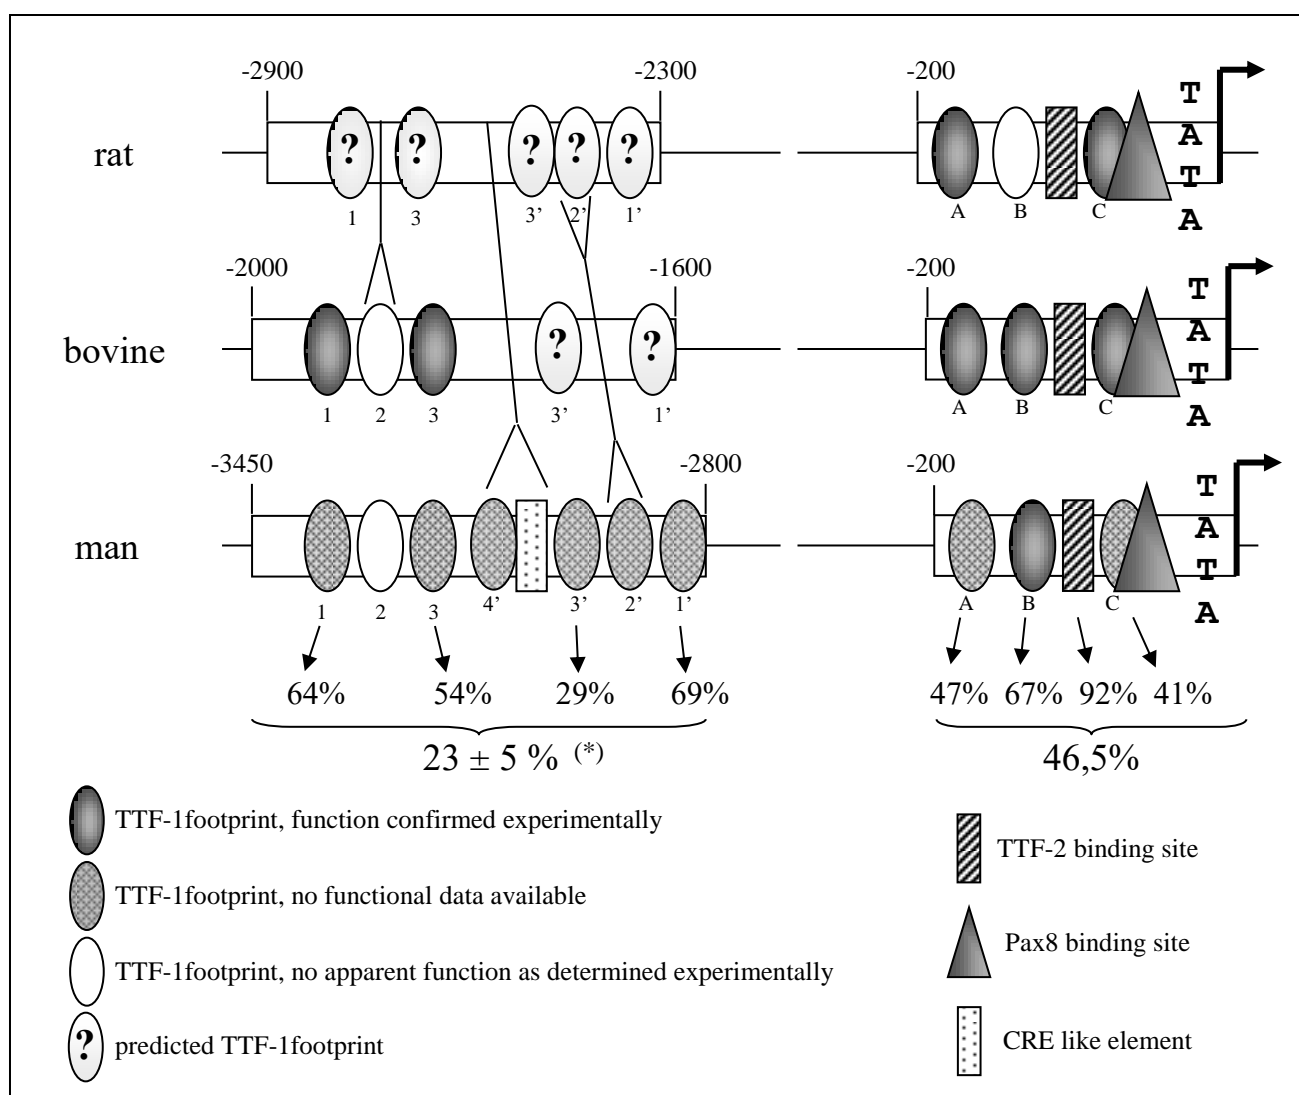 -2900 -2300 -200
rat
? ? ? ? ?
1 3 3’ 2’ 1’
A B C
T
A
T
A
-2000 -1600 -200
bovine
? ?
1 2 3 3’ 1’
A B C
T
A
T
A
-3450 -2800 -200
man
1 2 3 4’ 3’ 2’ 1’
A B C
T
A
T
A
64% 54% 29% 69% 47% 67% 92% 41%
23 ± 5 % (*) 46,5%
TTF-1footprint, function confirmed experimentally
TTF-1footprint, no functional data available
TTF-1footprint, no apparent function as determined experimentally
? predicted TTF-1footprint
TTF-2 binding site
Pax8 binding site
CRE like element